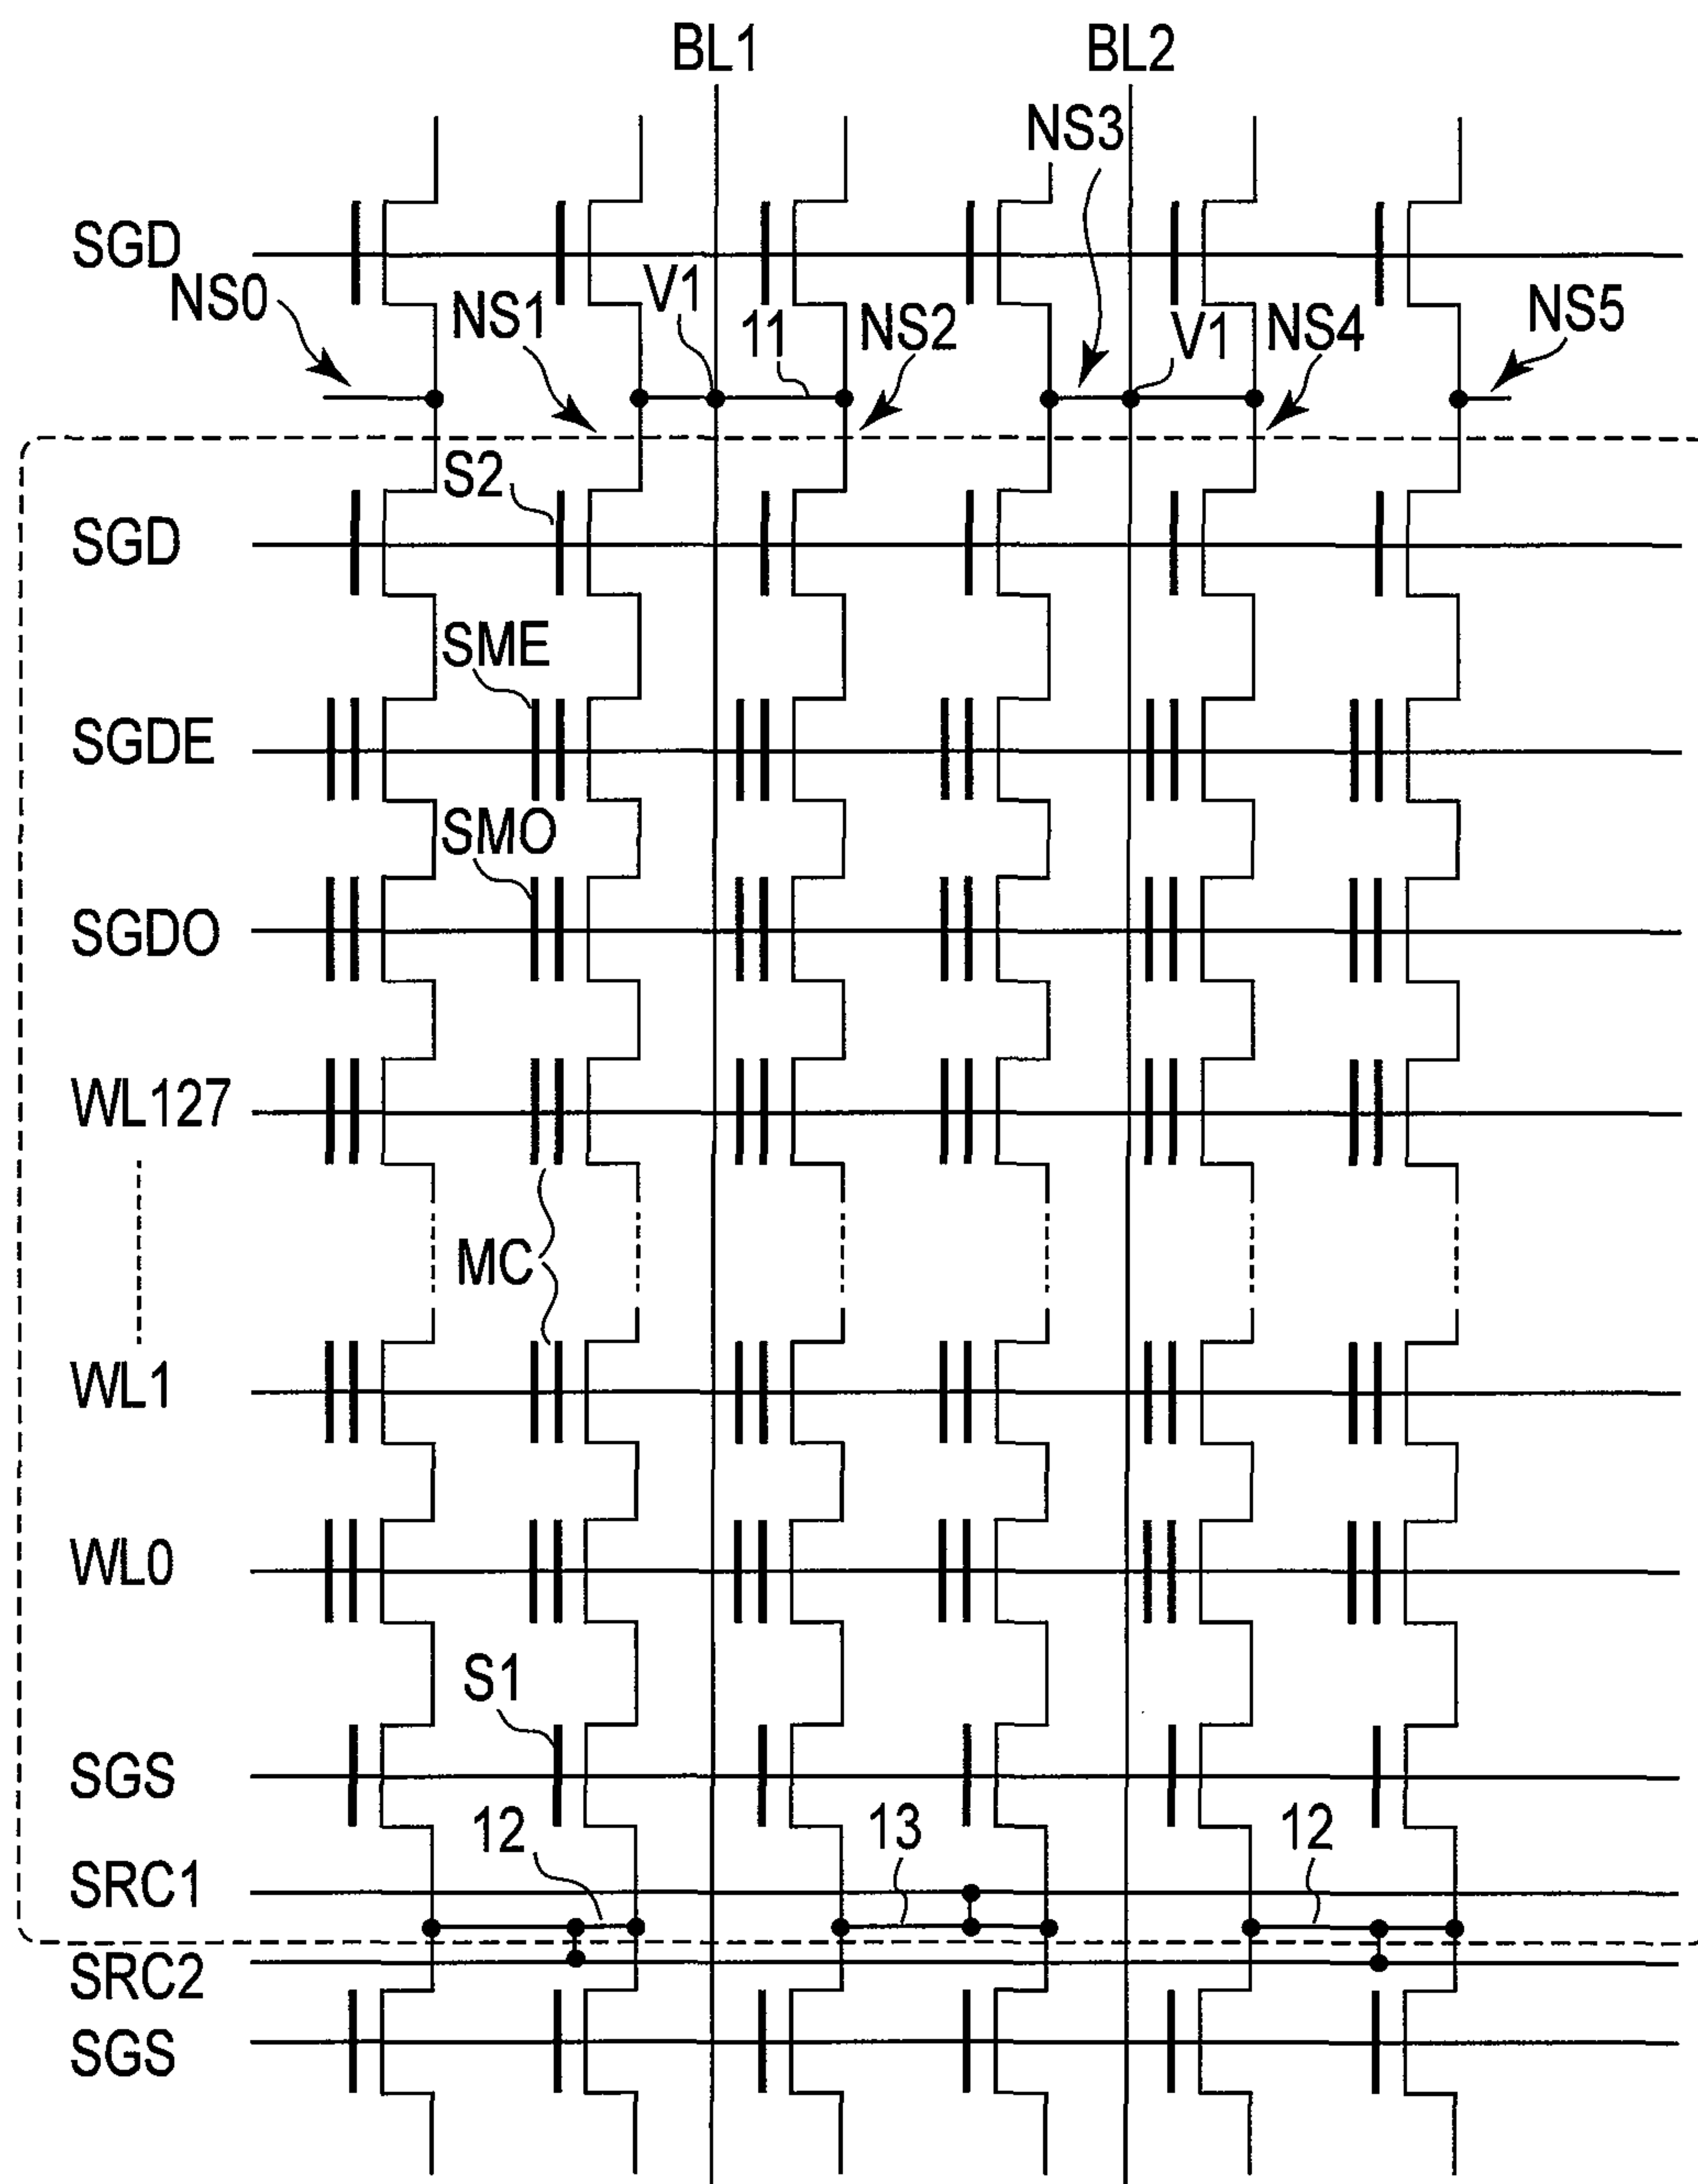 BL1 BL2
NS3
SGD
NS0 NS1 V1 11 NS2 V1 NS4 NS5
S2
SGD
SME
SGDE
SMO
SGDO
WL127
MC
WL1
WL0
S1
SGS
12 13 12
SRC1
SRC2
SGS